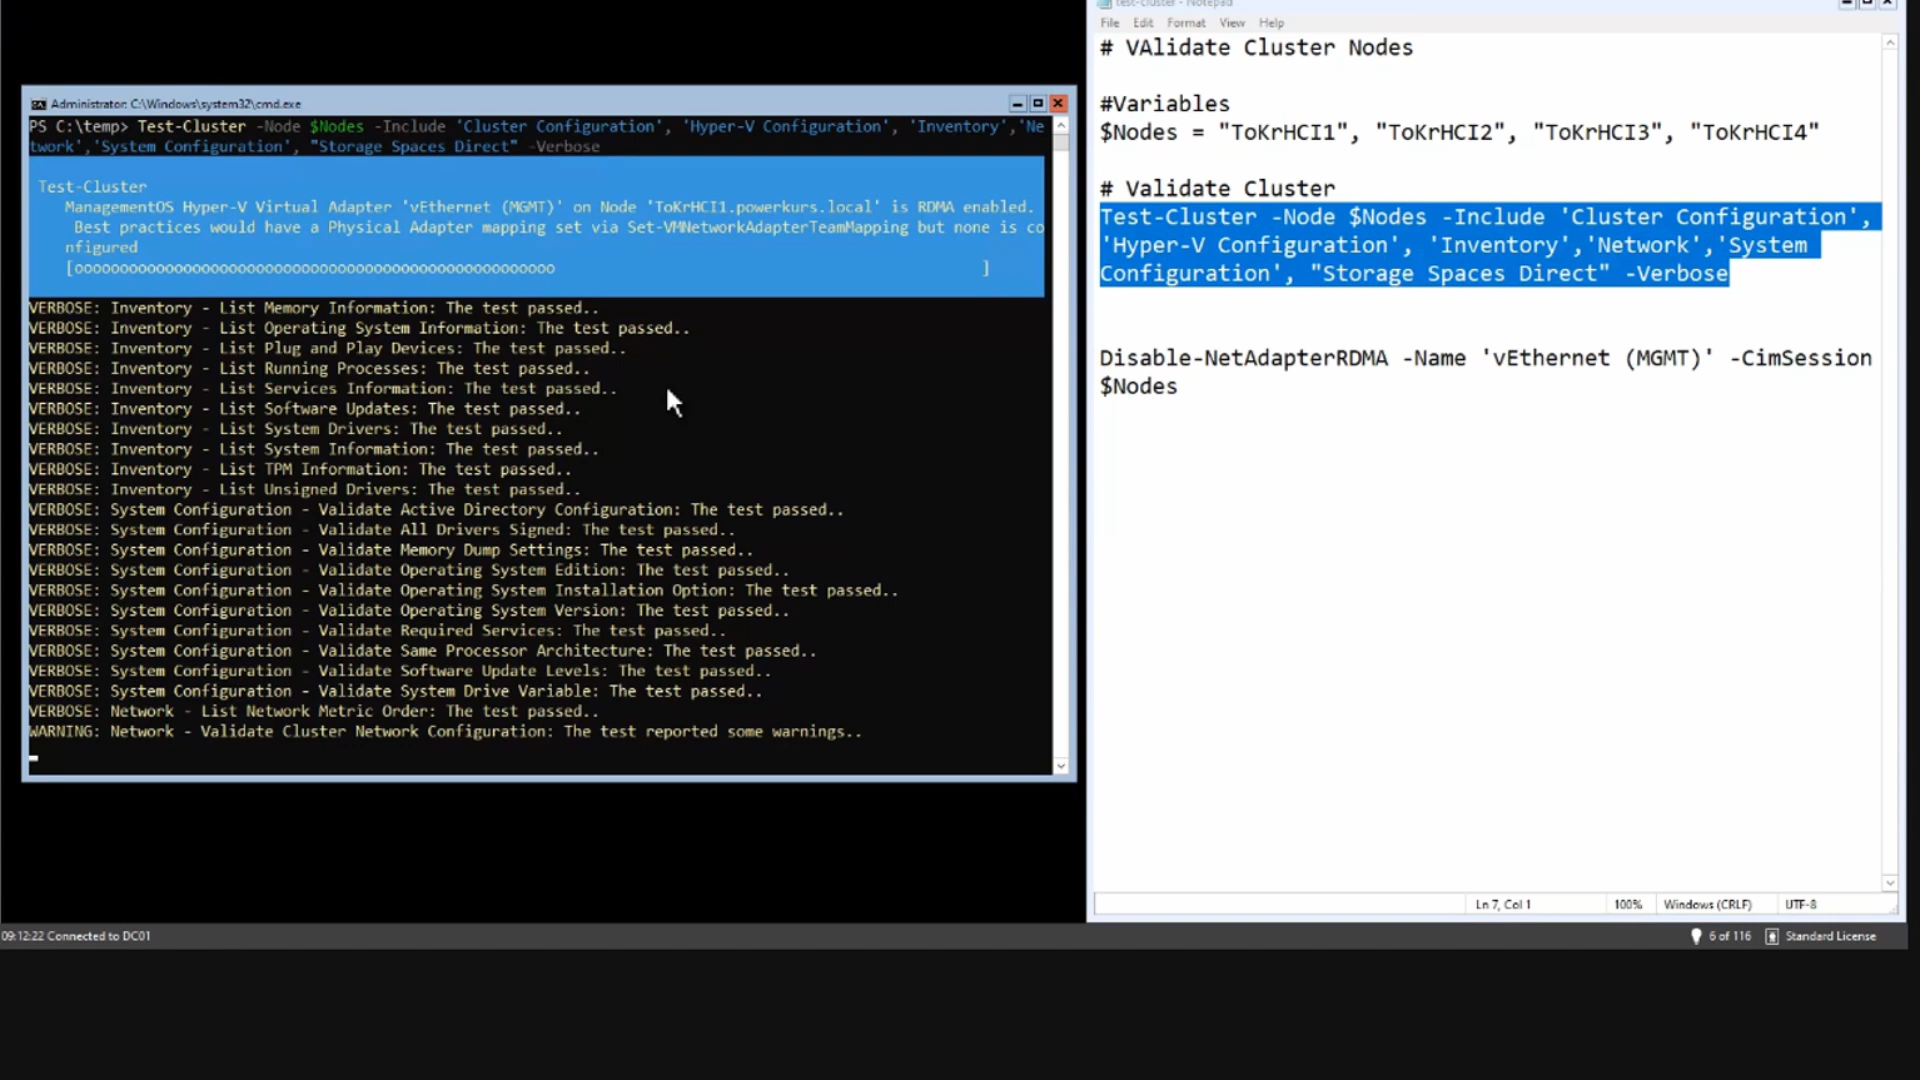 Administrator: C:\Windows\system32\cmd.exe
PS C:\temp> Test-Cluster -Node $Nodes -Include 'Cluster Configuration', 'Hyper-V Configuration', 'Inventory','Ne
twork','System Configuration', "Storage Spaces Direct" -Verbose
Test-Cluster
ManagementOS Hyper-V Virtual Adapter 'vEthernet (MGMT)' on Node 'ToKrHCI1.powerkurs.local' is RDMA enabled.
Best practices would have a Physical Adapter mapping set via Set-VMNetworkAdapterTeamMapping but none is co
nfigured
[ooooooooooooooooooooooooooooooooooooooooooooooooooooo ]
VERBOSE: Inventory - List Memory Information: The test passed..
VERBOSE: Inventory - List Operating System Information: The test passed..
VERBOSE: Inventory - List Plug and Play Devices: The test passed..
VERBOSE: Inventory - List Running Processes: The test passed..
VERBOSE: Inventory - List Services Information: The test passed..
VERBOSE: Inventory - List Software Updates: The test passed..
VERBOSE: Inventory - List System Drivers: The test passed..
VERBOSE: Inventory - List System Information: The test passed..
VERBOSE: Inventory - List TPM Information: The test passed..
VERBOSE: Inventory - List Unsigned Drivers: The test passed..
VERBOSE: System Configuration - Validate Active Directory Configuration: The test passed..
VERBOSE: System Configuration - Validate All Drivers Signed: The test passed..
VERBOSE: System Configuration - Validate Memory Dump Settings: The test passed..
VERBOSE: System Configuration - Validate Operating System Edition: The test passed..
VERBOSE: System Configuration - Validate Operating System Installation Option: The test passed..
VERBOSE: System Configuration - Validate Operating System Version: The test passed..
VERBOSE: System Configuration - Validate Required Services: The test passed..
VERBOSE: System Configuration - Validate Same Processor Architecture: The test passed..
VERBOSE: System Configuration - Validate Software Update Levels: The test passed..
VERBOSE: System Configuration - Validate System Drive Variable: The test passed..
VERBOSE: Network - List Network Metric Order: The test passed..
WARNING: Network - Validate Cluster Network Configuration: The test reported some warnings..
test-cluster - Notepad
File Edit Format View Help
# VAlidate Cluster Nodes
#Variables
$Nodes = "ToKrHCI1", "ToKrHCI2", "ToKrHCI3", "ToKrHCI4"
# Validate Cluster
Test-Cluster -Node $Nodes -Include 'Cluster Configuration',
'Hyper-V Configuration', 'Inventory','Network','System
Configuration', "Storage Spaces Direct" -Verbose
Disable-NetAdapterRDMA -Name 'vEthernet (MGMT)' -CimSession
$Nodes
Ln 7, Col 1 100% Windows (CRLF) UTF-8
09:12:22 Connected to DC01
6 of 116 Standard License